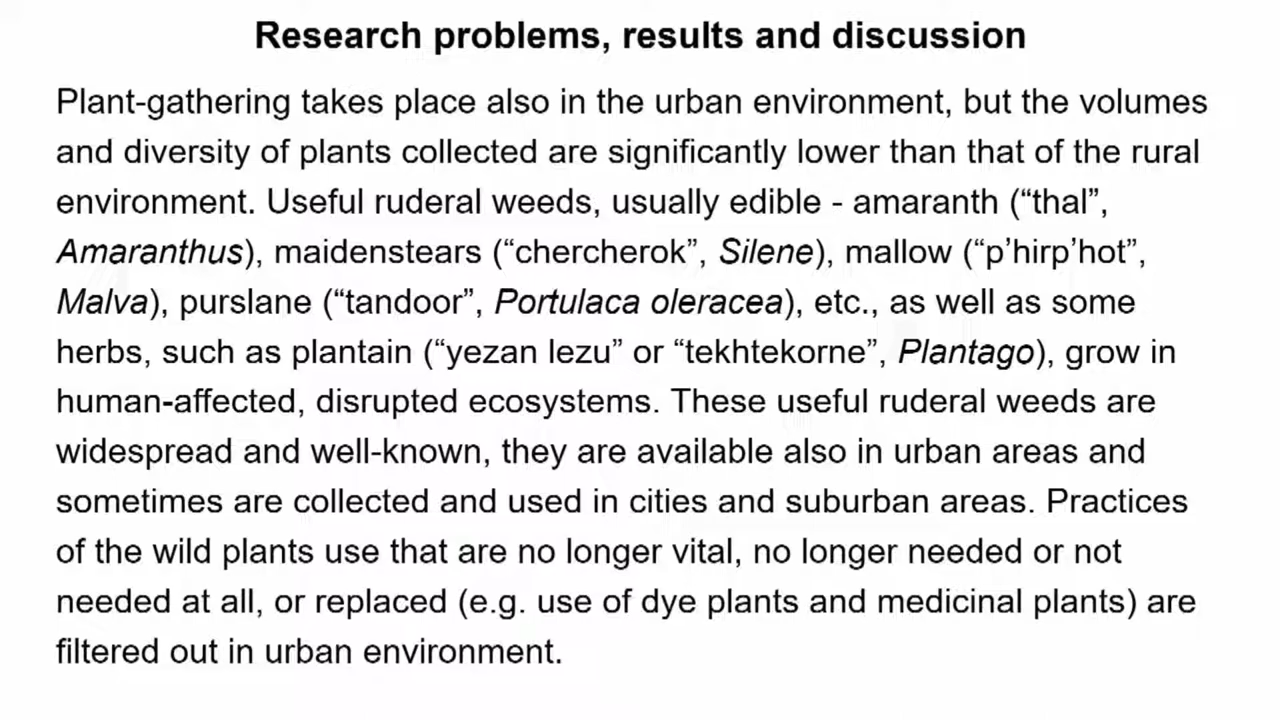 Research problems, results and discussion
Plant-gathering takes place also in the urban environment, but the volumes
and diversity of plants collected are significantly lower than that of the rural
environment. Useful ruderal weeds, usually edible - amaranth (“thal”,
Amaranthus), maidenstears (“chercherok”, Silene), mallow (“p’hirp’hot”,
Malva), purslane (“tandoor”, Portulaca oleracea), etc., as well as some
herbs, such as plantain (“yezan lezu” or “tekhtekorne”, Plantago), grow in
human-affected, disrupted ecosystems. These useful ruderal weeds are
widespread and well-known, they are available also in urban areas and
sometimes are collected and used in cities and suburban areas. Practices
of the wild plants use that are no longer vital, no longer needed or not
needed at all, or replaced (e.g. use of dye plants and medicinal plants) are
filtered out in urban environment.